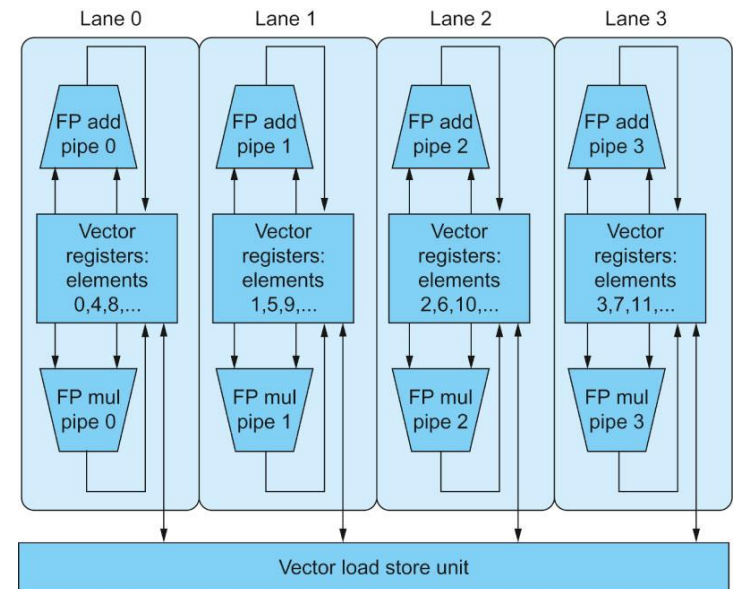 Lane 0
Lane 1
Lane 2
Lane 3
FP add
pipe 0
FP add
pipe 1
FP add
pipe 2
FP add
pipe 3
Vector
registers:
elements
0,4,8,...
Vector
registers:
elements
1,5,9,...
Vector
registers:
elements
2,6,10,...
Vector
registers:
elements
3,7,11,...
FP mul
pipe 0
FP mul
pipe 1
FP mul
pipe 2
FP mul
pipe 3
Vector load store unit